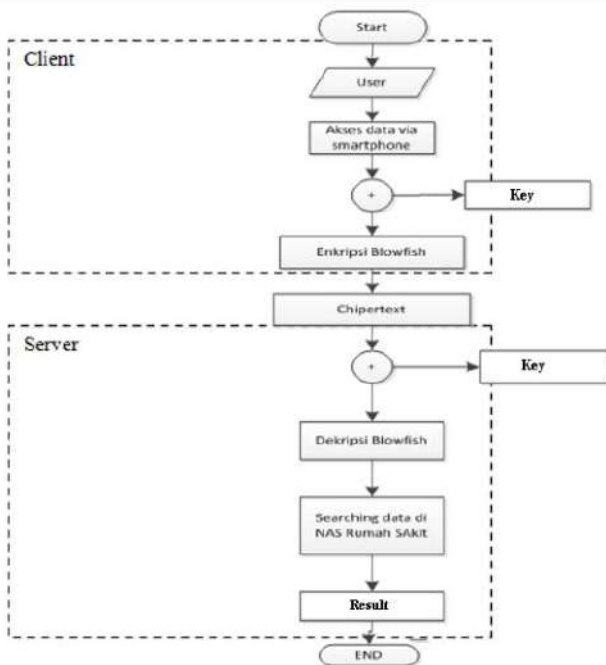 Start
Client
User
Akses data via
smartphone
+
Key
Enkripsi Blowfish
Chipertext
Server
+
Key
Dekripsi Blowfish
Searching data di
NAS Rumah SAkit
Result
END